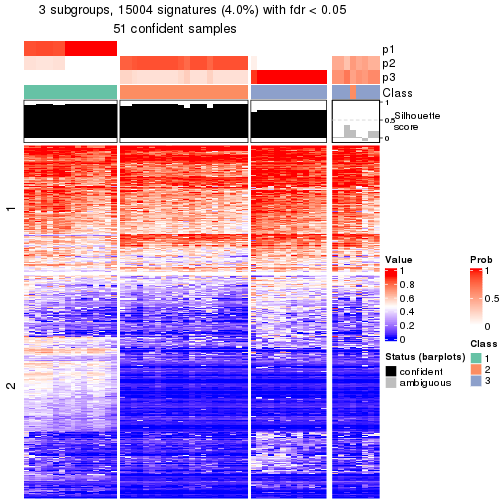 3 subgroups, 15004 signatures (4.0%) with fdr < 0.05
51 confident samples
p1
p2
p3
Class
1
0.5
0
Silhouette
score
1
2
Value
1
0.8
0.6
0.4
0.2
0
Prob
1
0.5
0
Status (barplots)
confident
ambiguous
Class
1
2
3